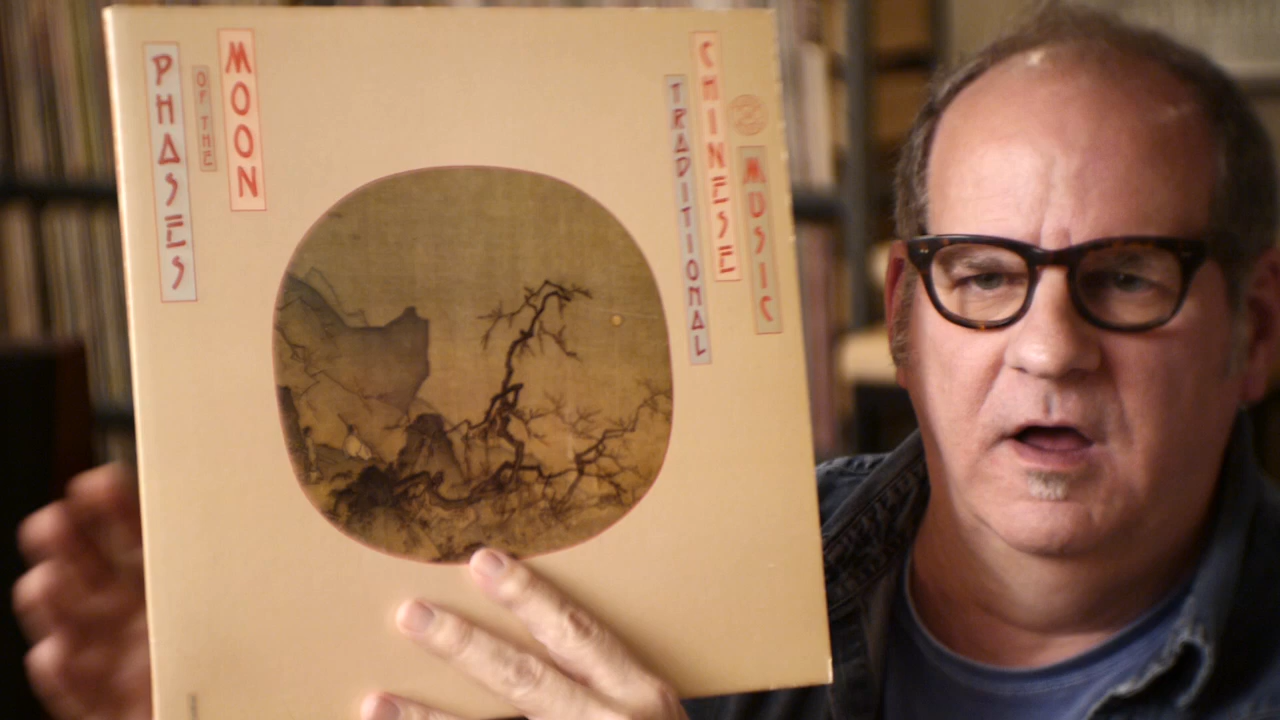 PHASES
OF THE
MOON
TRADITIONAL
CHINESE
MUSIC